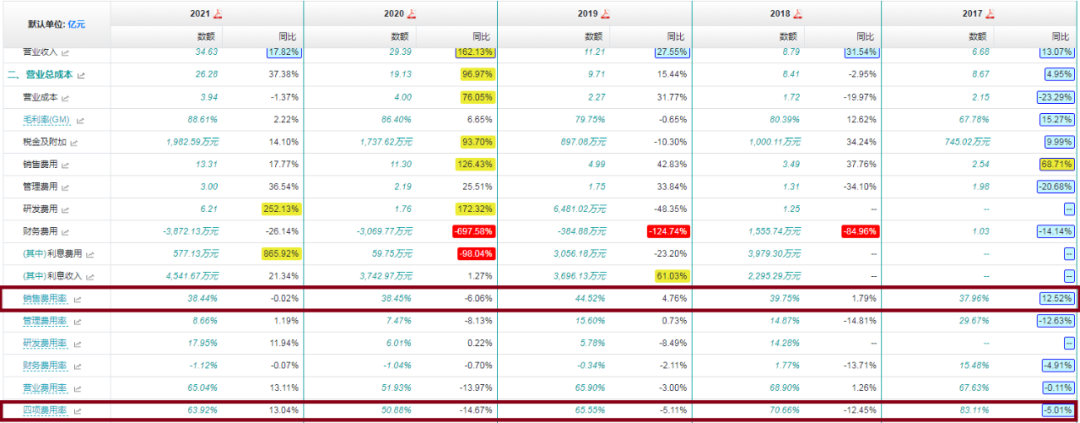 默认单位: 亿元 2021 2020 2019 2018 2017
数额 同比 数额 同比 数额 同比 数额 同比 数额 同比
营业收入 34.63 17.82% 29.39 162.13% 11.21 27.55% 8.79 31.54% 6.68 13.07%
二、营业总成本 26.28 37.38% 19.13 96.97% 9.71 15.44% 8.41 -2.95% 8.67 4.95%
营业成本 3.94 -1.37% 4.00 76.05% 2.27 31.77% 1.72 -19.97% 2.15 -23.29%
毛利率(GM) 88.61% 2.22% 86.40% 6.65% 79.75% -0.65% 80.39% 12.62% 67.78% 15.27%
税金及附加 1,982.59万元 14.10% 1,737.62万元 93.70% 897.08万元 -10.30% 1,000.11万元 34.24% 745.02万元 9.99%
销售费用 13.31 17.77% 11.30 126.43% 4.99 42.83% 3.49 37.76% 2.54 68.71%
管理费用 3.00 36.54% 2.19 25.51% 1.75 33.84% 1.31 -34.10% 1.98 -20.68%
研发费用 6.21 252.13% 1.76 172.32% 6,481.02万元 -48.35% 1.25 -- -- --
财务费用 -3,872.13万元 -26.14% -3,069.77万元 -697.58% -384.88万元 -124.74% 1,555.74万元 -84.96% 1.03 -14.14%
(其中)利息费用 577.13万元 865.92% 59.75万元 -98.04% 3,056.18万元 -23.20% 3,979.30万元 -- -- --
(其中)利息收入 4,541.67万元 21.34% 3,742.97万元 1.27% 3,696.13万元 61.03% 2,295.29万元 -- -- --
销售费用率 38.44% -0.02% 38.45% -6.06% 44.52% 4.76% 39.75% 1.79% 37.96% 12.52%
管理费用率 8.66% 1.19% 7.47% -8.13% 15.60% 0.73% 14.87% -14.81% 29.67% -12.63%
研发费用率 17.95% 11.94% 6.01% 0.22% 5.78% -8.49% 14.28% -- -- --
财务费用率 -1.12% -0.07% -1.04% -0.70% -0.34% -2.11% 1.77% -13.71% 15.48% -4.91%
营业费用率 65.04% 13.11% 51.93% -13.97% 65.90% -3.00% 68.90% 1.26% 67.63% -0.11%
四项费用率 63.92% 13.04% 50.88% -14.67% 65.55% -5.11% 70.66% -12.45% 83.11% -5.01%